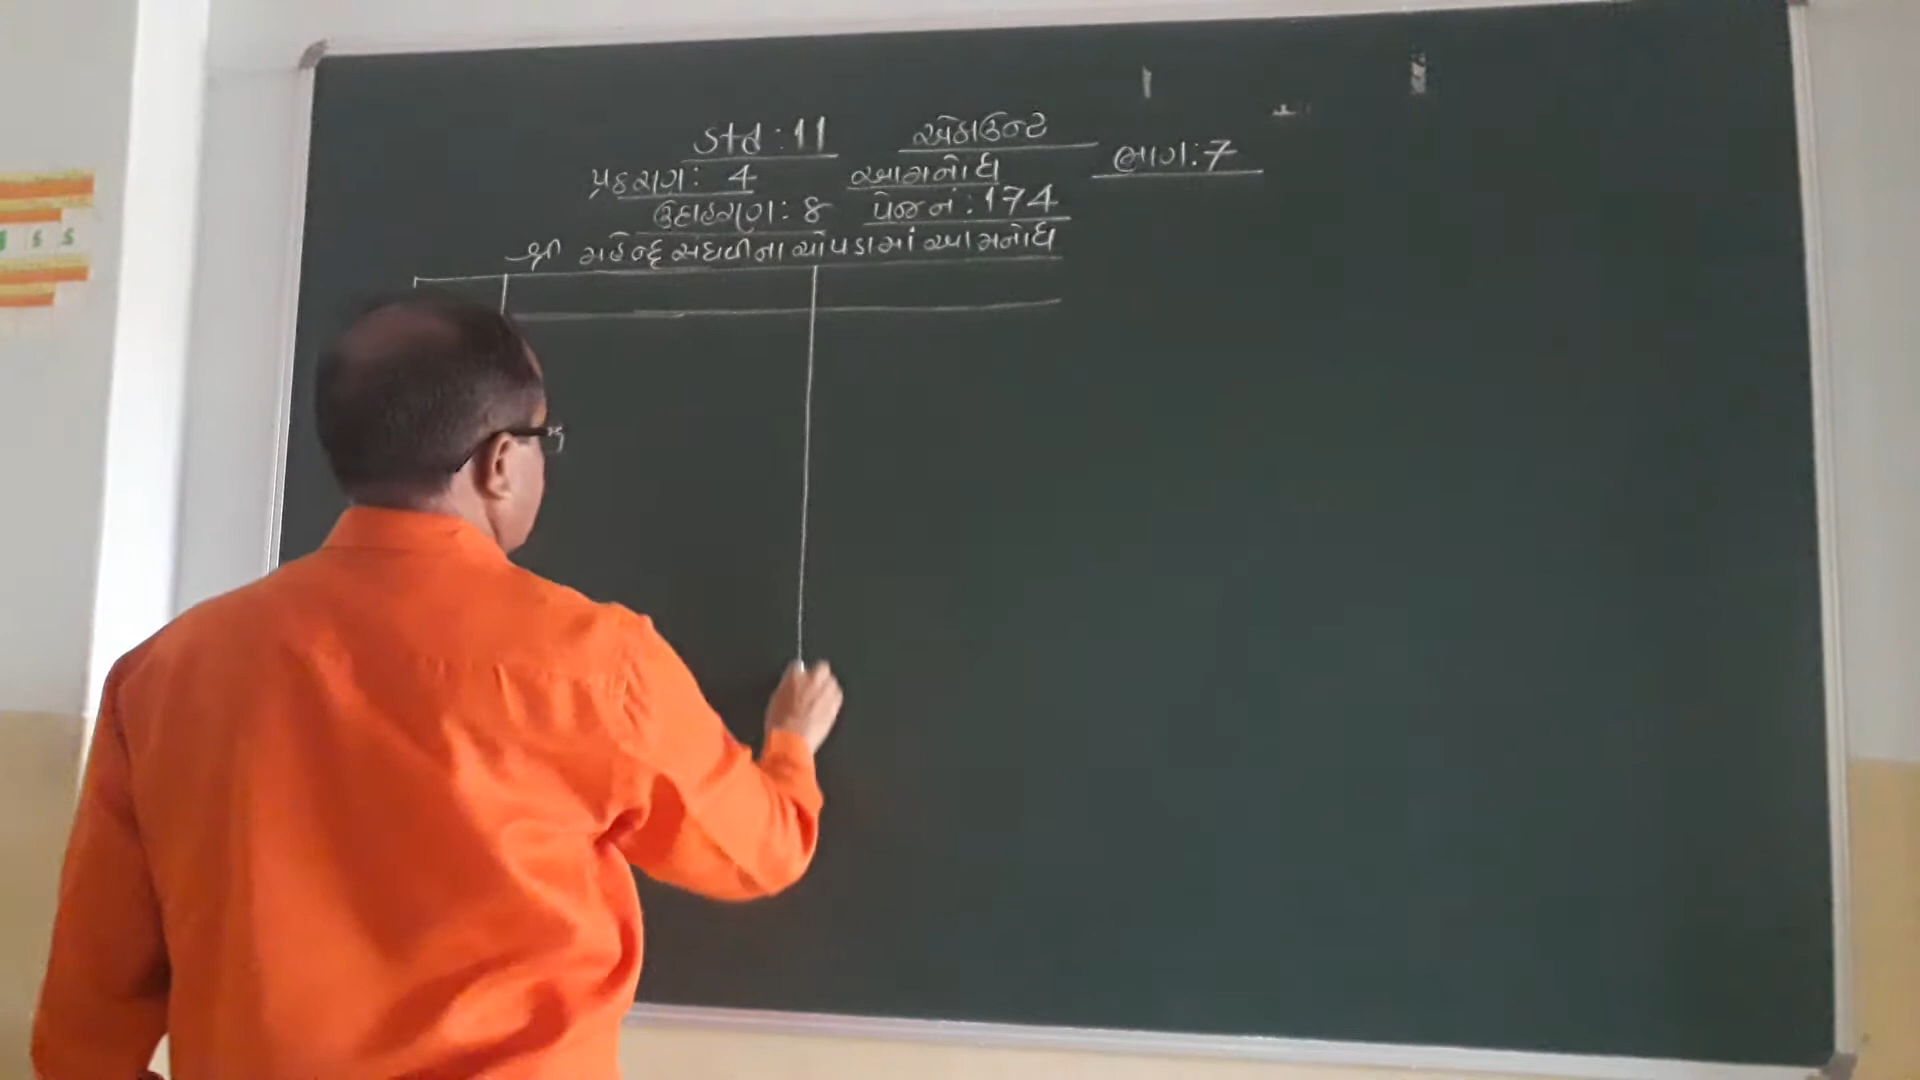 Std : 11 એકાઉન્ટ
ભાગ : 7
પ્રકરણ : 4 આમનોંધ
ઉદાહરણ : 8 પેજ નં : 174
શ્રી મહેન્દ્ર સંઘવીના ચોપડામાં આમનોંધ